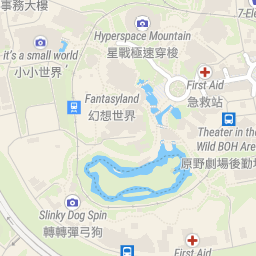 事務大樓
Hyperspace Mountain
星戰極速穿梭
7-Ele
it's a small world
小小世界
First Aid
急救站
Fantasyland
幻想世界
Theater in the
Wild BOH Are
原野劇場後勤
Slinky Dog Spin
轉轉彈弓狗
First Aid